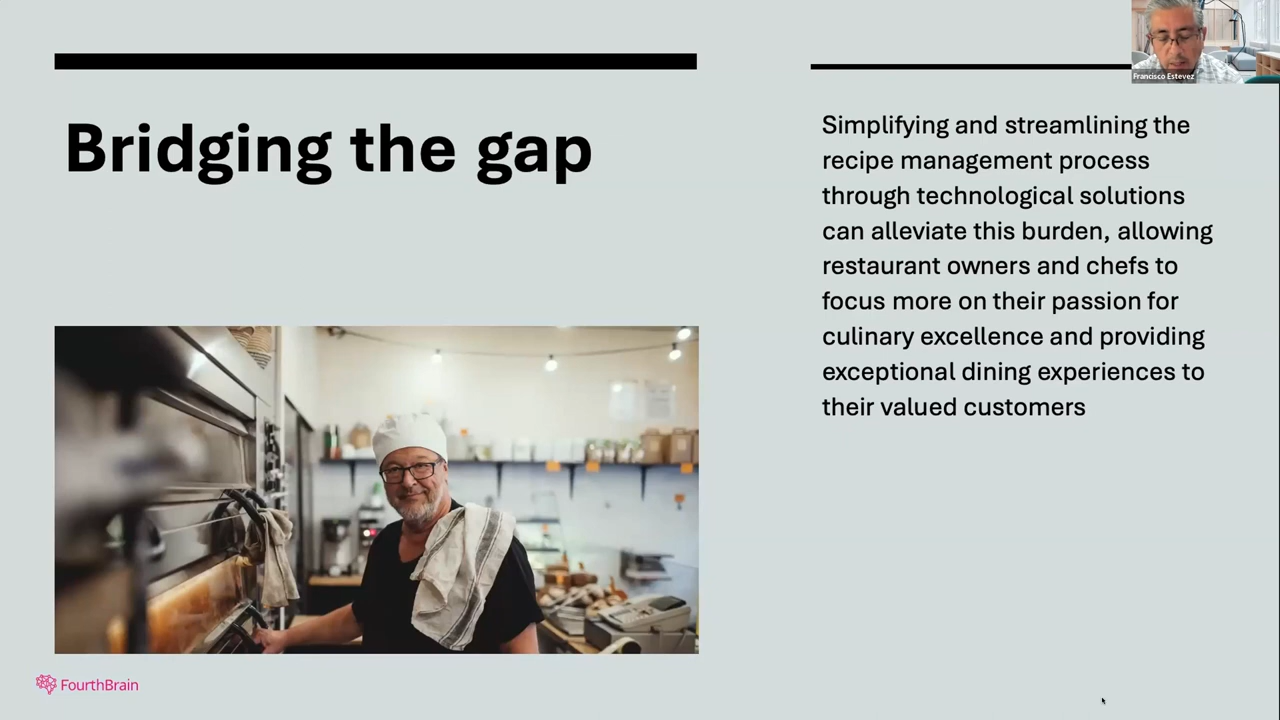 Bridging the gap
Francisco Estevez
Simplifying and streamlining the
recipe management process
through technological solutions
can alleviate this burden, allowing
restaurant owners and chefs to
focus more on their passion for
culinary excellence and providing
exceptional dining experiences to
their valued customers
FourthBrain